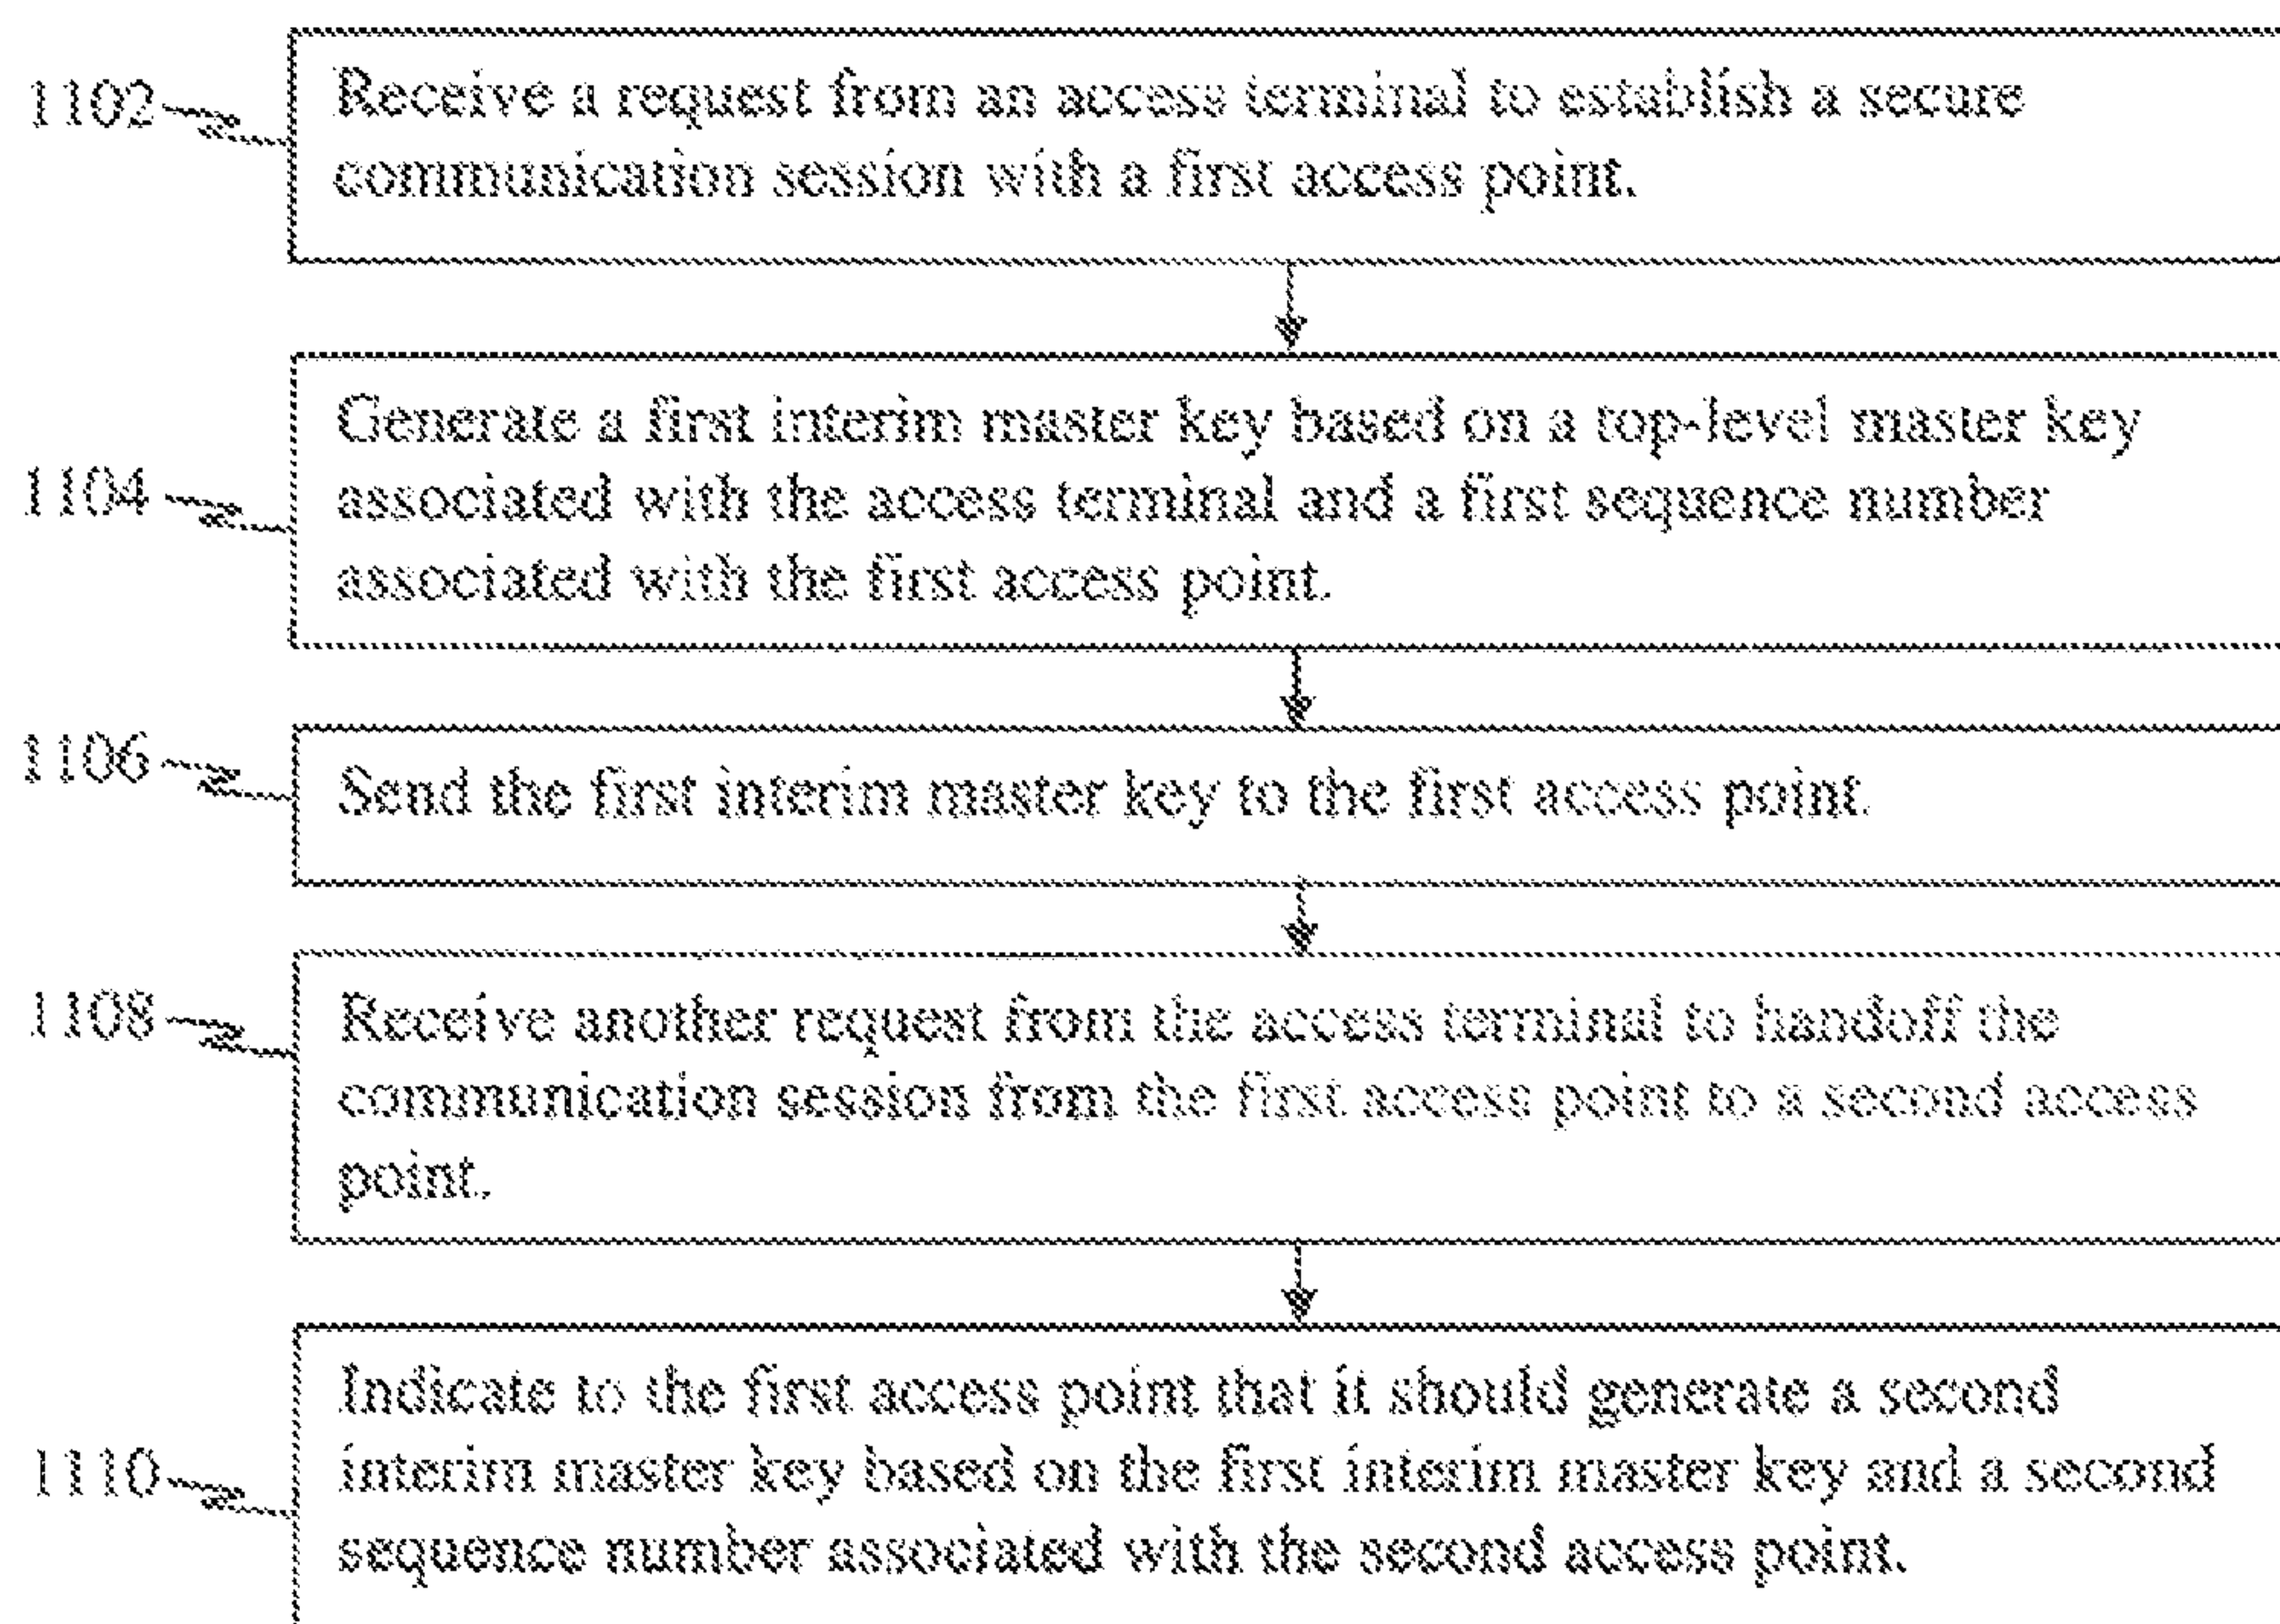 1102
Receive a request from an access terminal to establish a secure
communication session with a first access point.
1104
Generate a first interim master key based on a top-level master key
associated with the access terminal and a first sequence number
associated with the first access point.
1106
Send the first interim master key to the first access point.
1108
Receive another request from the access terminal to handoff the
communication session from the first access point to a second access
point.
1110
Indicate to the first access point that it should generate a second
interim master key based on the first interim master key and a second
sequence number associated with the second access point.